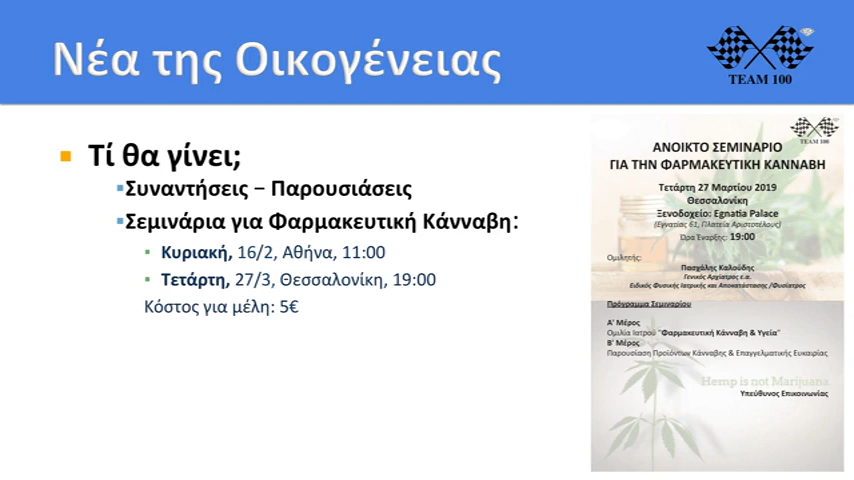 Νέα της Οικογένειας
TEAM 100
Τί θα γίνει;
Συναντήσεις – Παρουσιάσεις
Σεμινάρια για Φαρμακευτική Κάνναβη:
Κυριακή, 16/2, Αθήνα, 11:00
Τετάρτη, 27/3, Θεσσαλονίκη, 19:00
Κόστος για μέλη: 5€
TEAM 100
ΑΝΟΙΚΤΟ ΣΕΜΙΝΑΡΙΟ
ΓΙΑ ΤΗΝ ΦΑΡΜΑΚΕΥΤΙΚΗ ΚΑΝΝΑΒΗ
Τετάρτη 27 Μαρτίου 2019
Θεσσαλονίκη
Ξενοδοχείο: Egnatia Palace
(Εγνατίας 61, Πλατεία Αριστοτέλους)
Ώρα Έναρξης: 19:00
Ομιλητής:
Πασχάλης Καλούδης
Γενικός Αρχίατρος ε.α.
Ειδικός Φυσικής Ιατρικής και Αποκατάστασης /Φυσίατρος
Πρόγραμμα Σεμιναρίου
Α' Μέρος
Ομιλία Ιατρού "Φαρμακευτική Κάνναβη & Υγεία"
Β' Μέρος
Παρουσίαση Προϊόντων Κάνναβης & Επαγγελματικής Ευκαιρίας
Hemp is not Marijuana
Υπεύθυνος Επικοινωνίας